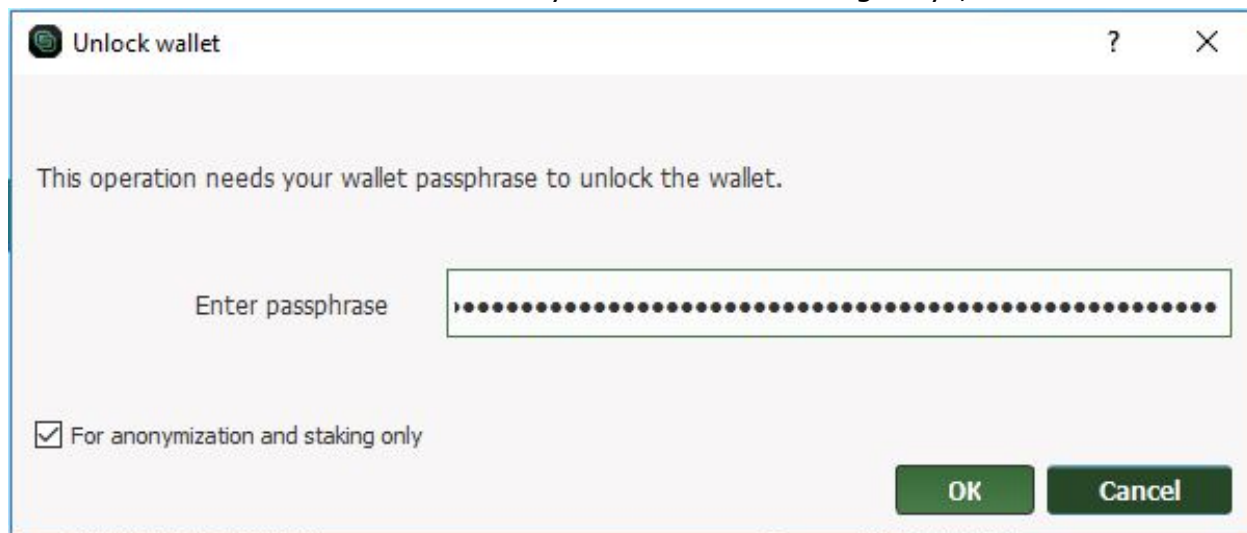 Unlock wallet
This operation needs your wallet passphrase to unlock the wallet.
Enter passphrase
For anonymization and staking only
OK
Cancel